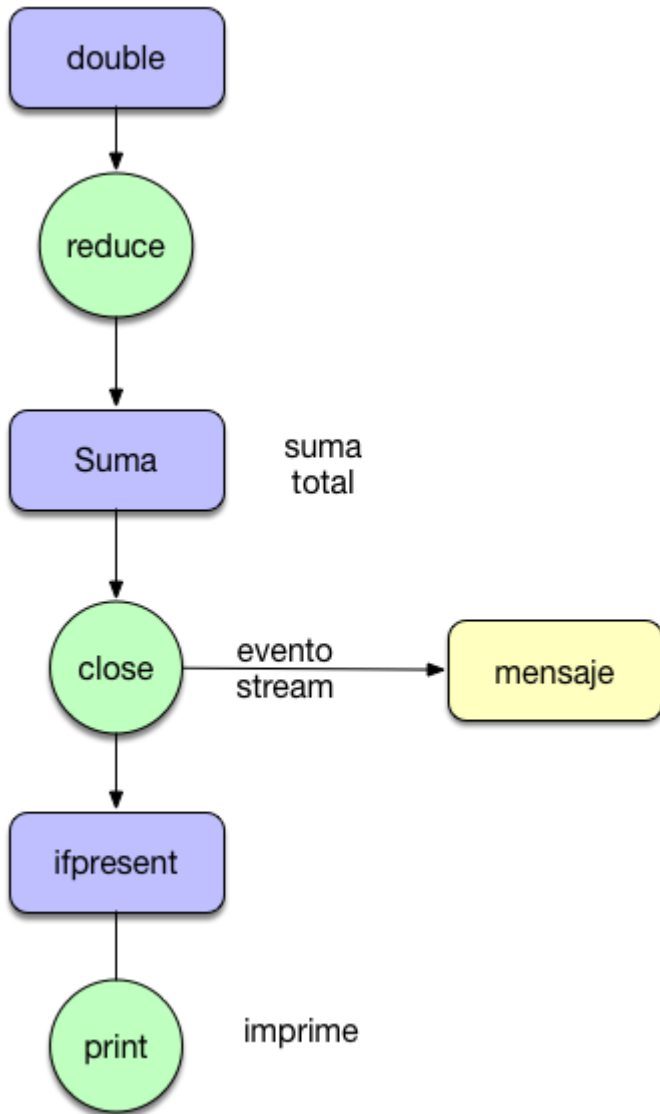 double
reduce
Suma
suma
total
close
evento
stream
mensaje
ifpresent
print
imprime